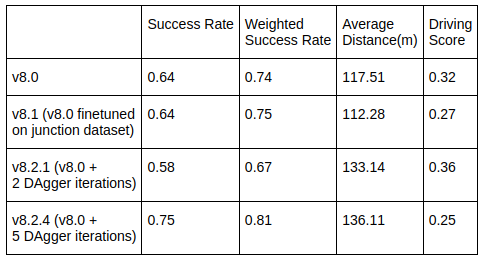 Success Rate
Weighted
Success Rate
Average
Distance(m)
Driving
Score
v8.0
0.64
0.74
117.51
0.32
v8.1 (v8.0 finetuned
on junction dataset)
0.64
0.75
112.28
0.27
v8.2.1 (v8.0 +
2 DAgger iterations)
0.58
0.67
133.14
0.36
v8.2.4 (v8.0 +
5 DAgger iterations)
0.75
0.81
136.11
0.25